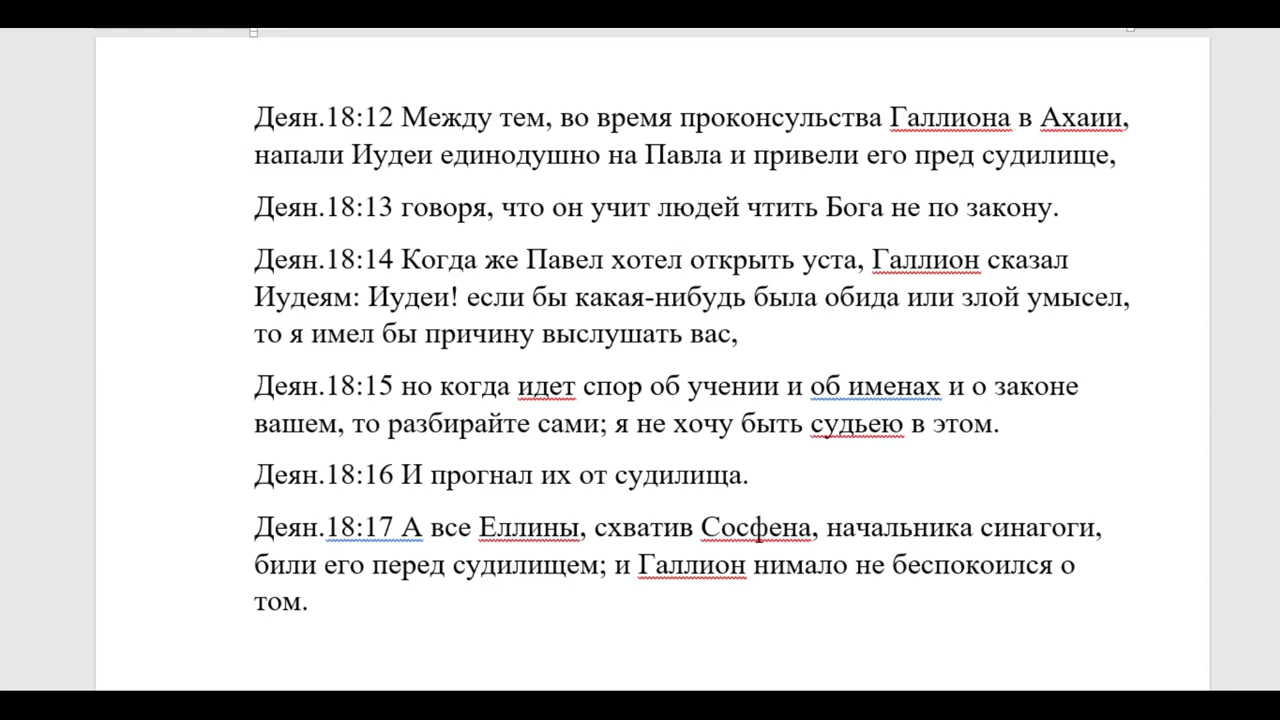 Деян.18:12 Между тем, во время проконсульства Галлиона в Ахаии,
напали Иудеи единодушно на Павла и привели его пред судилище,
Деян.18:13 говоря, что он учит людей чтить Бога не по закону.
Деян.18:14 Когда же Павел хотел открыть уста, Галлион сказал
Иудеям: Иудеи! если бы какая-нибудь была обида или злой умысел,
то я имел бы причину выслушать вас,
Деян.18:15 но когда идет спор об учении и об именах и о законе
вашем, то разбирайте сами; я не хочу быть судьею в этом.
Деян.18:16 И прогнал их от судилища.
Деян.18:17 А все Еллины, схватив Сосфена, начальника синагоги,
били его перед судилищем; и Галлион нимало не беспокоился о
том.